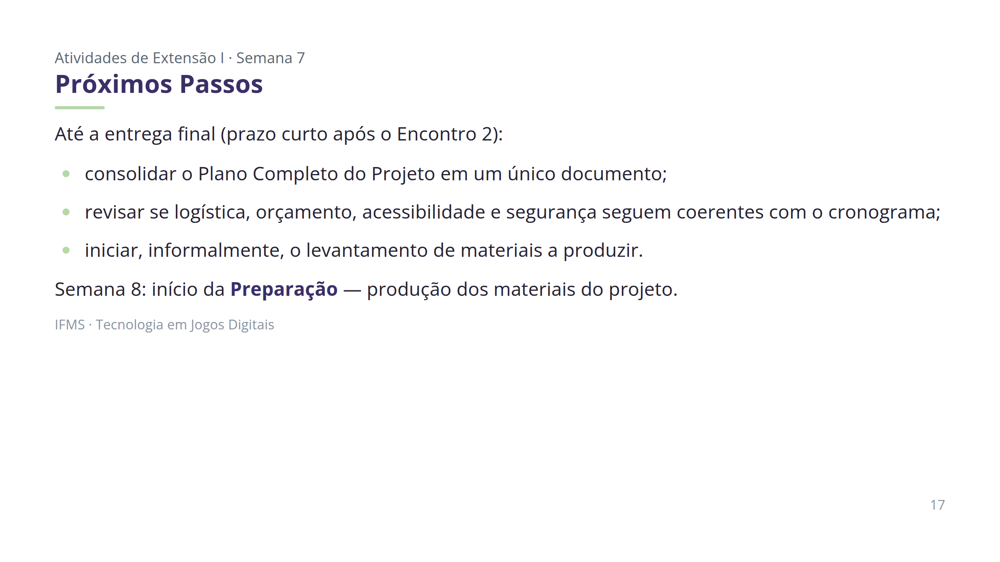 Atividades de Extensão I · Semana 7
Próximos Passos
Até a entrega final (prazo curto após o Encontro 2):
consolidar o Plano Completo do Projeto em um único documento;
revisar se logística, orçamento, acessibilidade e segurança seguem coerentes com o cronograma;
iniciar, informalmente, o levantamento de materiais a produzir.
Semana 8: início da Preparação — produção dos materiais do projeto.
IFMS · Tecnologia em Jogos Digitais
17